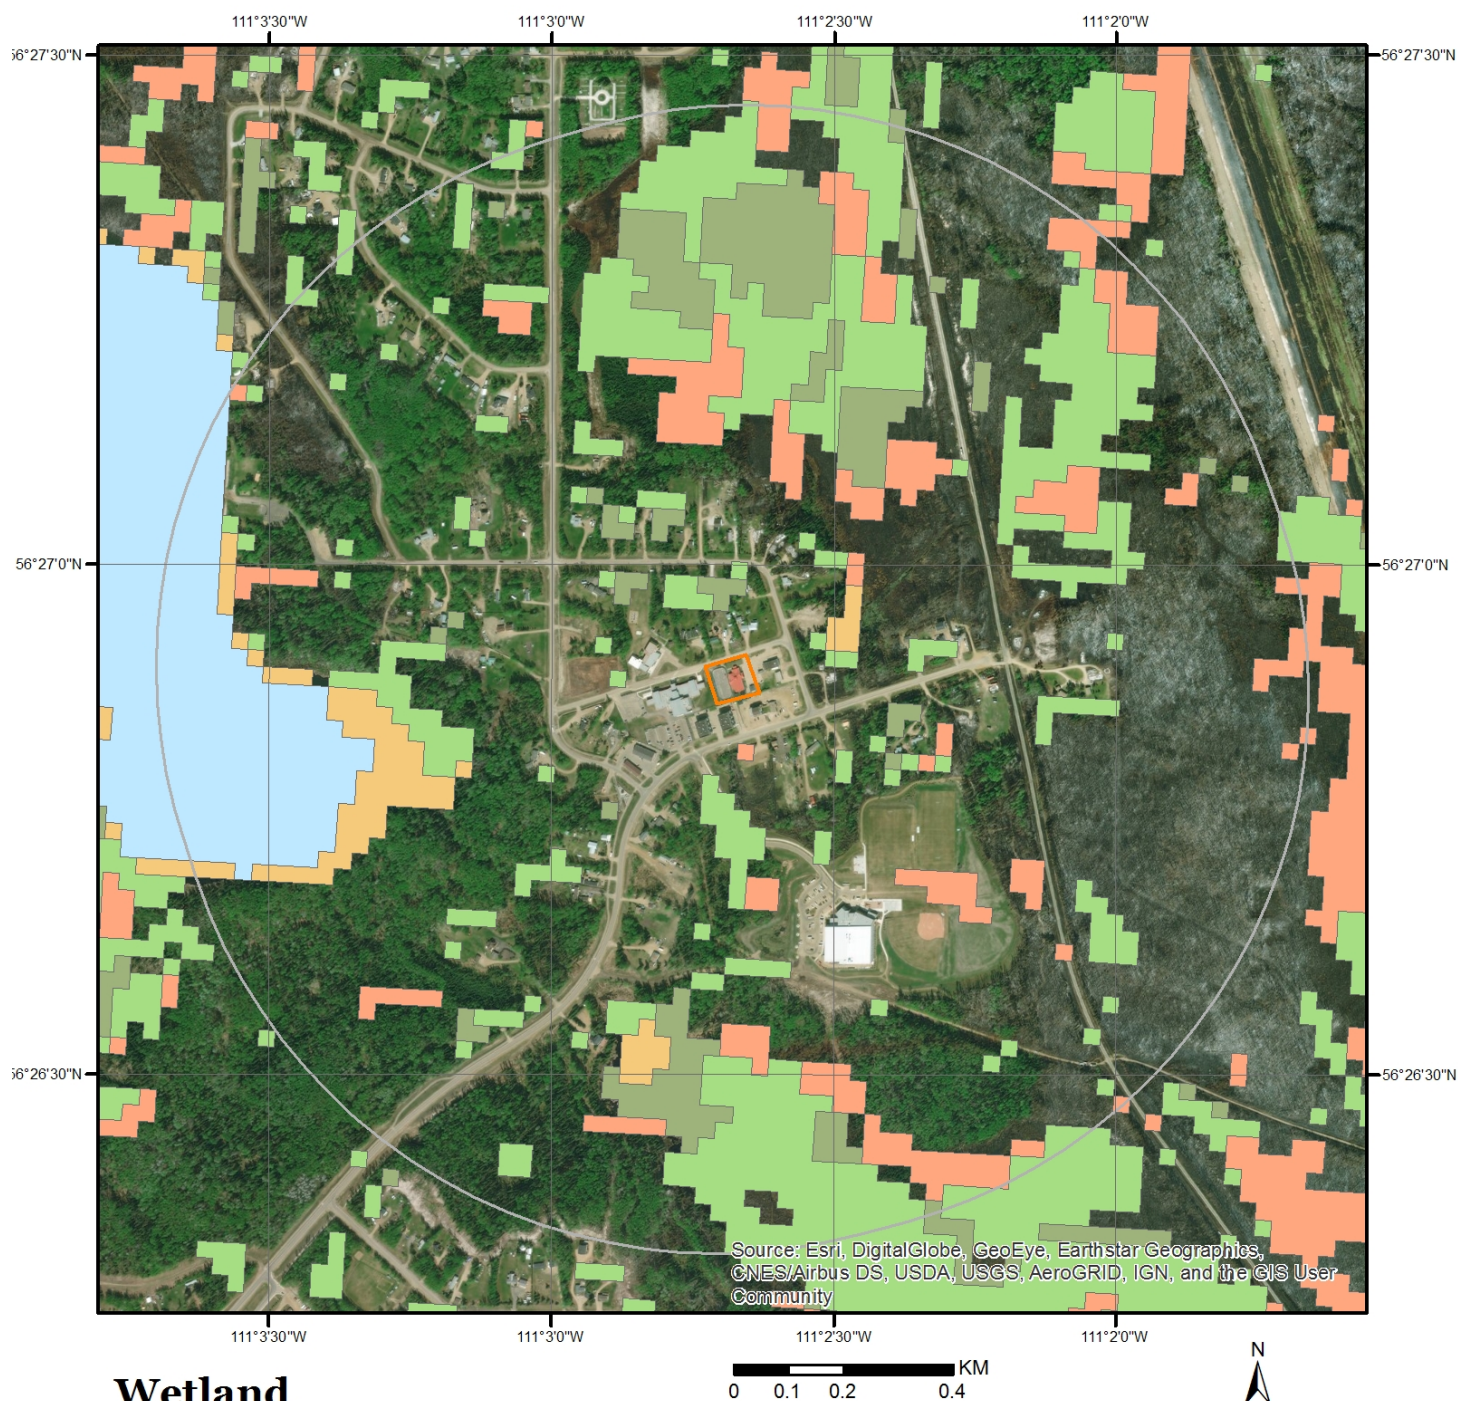 111°3'30"W 111°3'0"W 111°2'30"W 111°2'0"W
56°27'30"N 56°27'30"N
56°27'0"N 56°27'0"N
56°26'30"N 56°26'30"N
Source: Esri, DigitalGlobe, GeoEye, Earthstar Geographics,
CNES/Airbus DS, USDA, USGS, AeroGRID, IGN, and the GIS User
Community
111°3'30"W 111°3'0"W 111°2'30"W 111°2'0"W
N
KM
Wetland
0 0.1 0.2 0.4